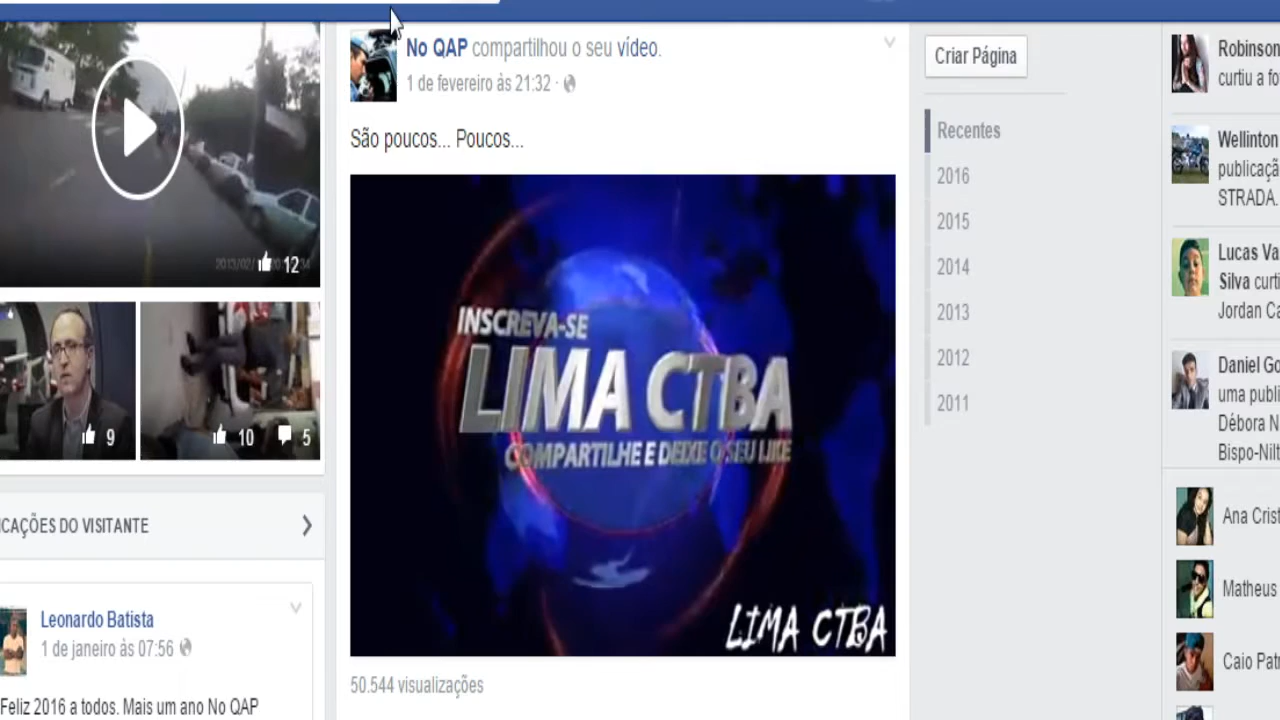 12
9
10
5
CAÇÕES DO VISITANTE
Leonardo Batista
1 de janeiro às 07:56
Feliz 2016 a todos. Mais um ano No QAP
No QAP compartilhou o seu vídeo.
1 de fevereiro às 21:32 ·
São poucos... Poucos...
INSCREVA-SE
LIMA CTBA
COMPARTILHE E DEIXE O SEU LIKE
LIMA CTBA
50.544 visualizações
Criar Página
Recentes
2016
2015
2014
2013
2012
2011
Robinson
curtiu a fo
Wellinton
publicaçã
STRADA.
Lucas Va
Silva curti
Jordan Ca
Daniel Go
uma publi
Débora N
Bispo-Nilt
Ana Crist
Matheus
Caio Pat